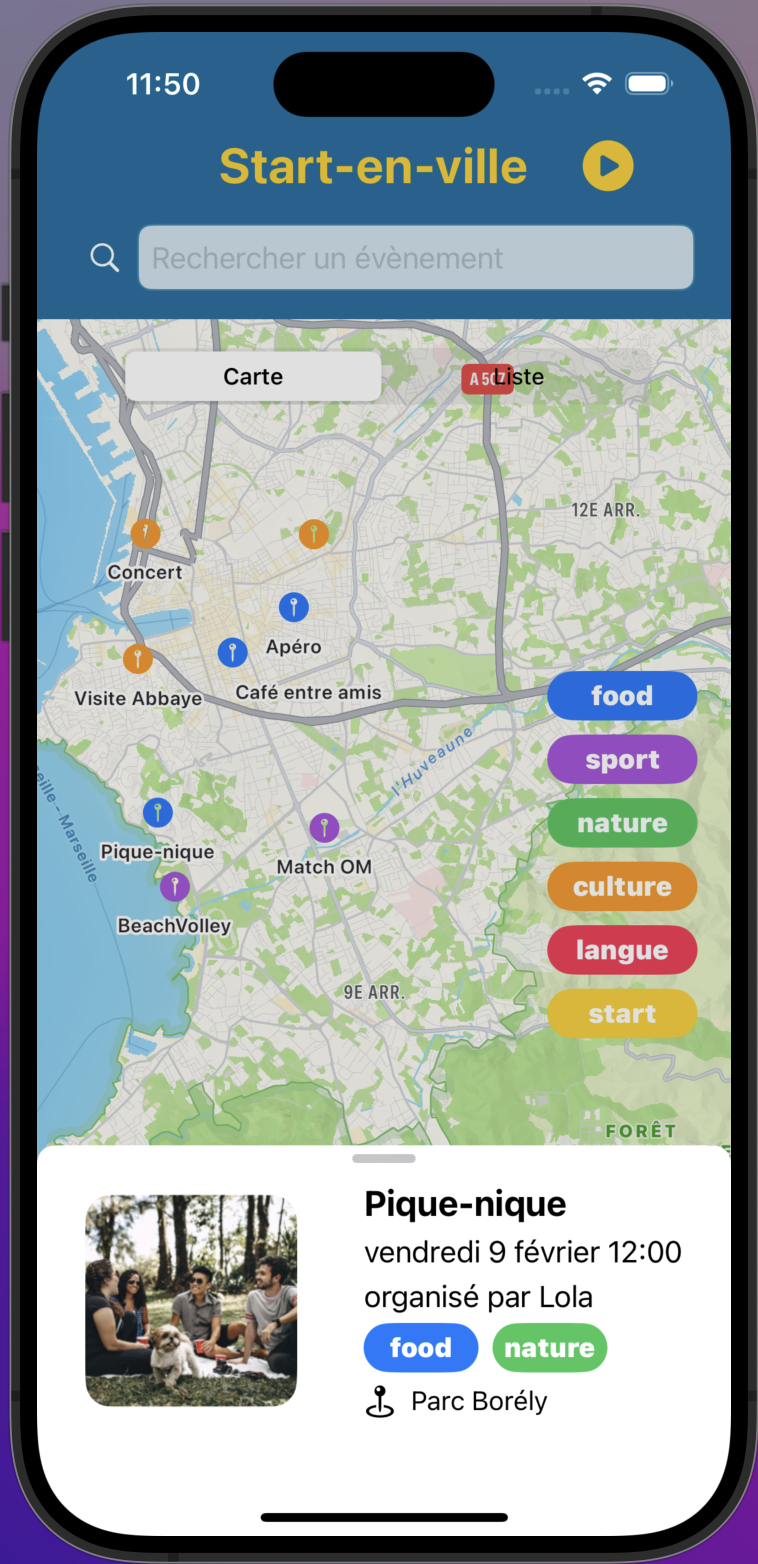 11:50
Start-en-ville
Rechercher un évènement
Carte
A 507
Liste
12E ARR.
Concert
Apéro
Visite Abbaye
Café entre amis
food
l'Huveaune
sport
eille - Marseille
nature
Pique-nique
Match OM
culture
BeachVolley
langue
9E ARR.
start
FORÊT
Pique-nique
vendredi 9 février 12:00
organisé par Lola
food nature
Parc Borély